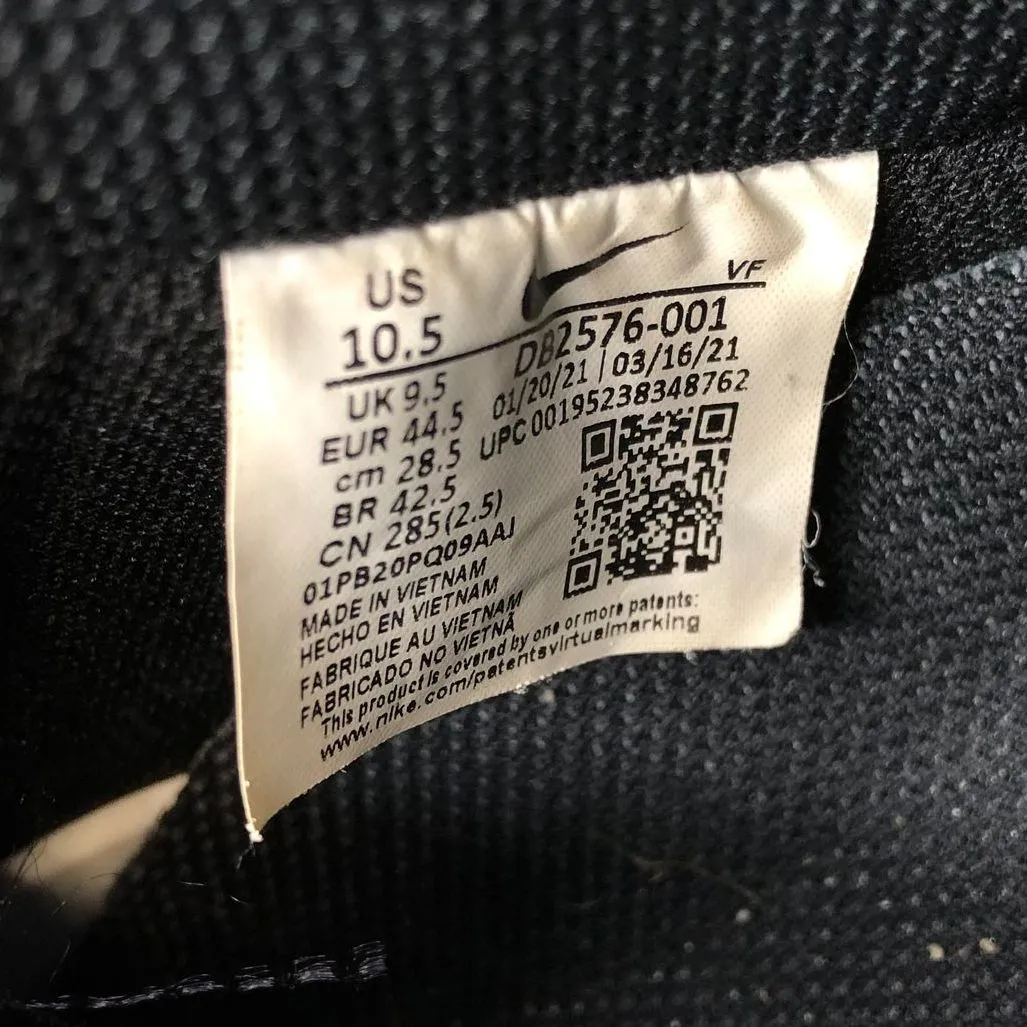 US
10.5
UK 9.5
EUR 44.5
cm 28.5
BR 42.5
CN 285(2.5)
01PB20PQ09AAJ
MADE IN VIETNAM
HECHO EN VIETNAM
FABRIQUE AU VIETNAM
FABRICADO NO VIETNÃ
This product is covered by one or more patents:
www.nike.com/patentsvirtualmarking
VF
DB2576-001
01/20/21 | 03/16/21
UPC 00195238348762